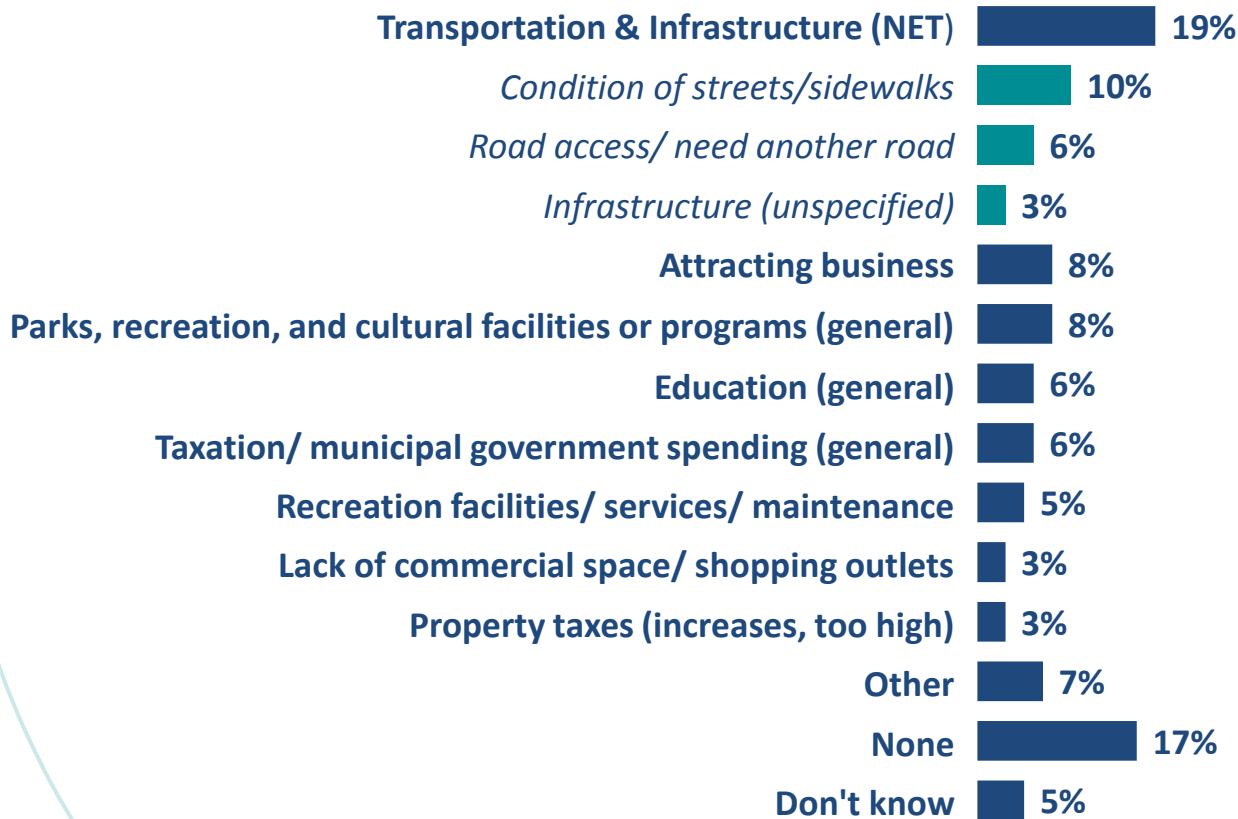 Transportation & Infrastructure (NET) 19%
Condition of streets/sidewalks 10%
Road access/ need another road 6%
Infrastructure (unspecified) 3%
Attracting business 8%
Parks, recreation, and cultural facilities or programs (general) 8%
Education (general) 6%
Taxation/ municipal government spending (general) 6%
Recreation facilities/ services/ maintenance 5%
Lack of commercial space/ shopping outlets 3%
Property taxes (increases, too high) 3%
Other 7%
None 17%
Don't know 5%